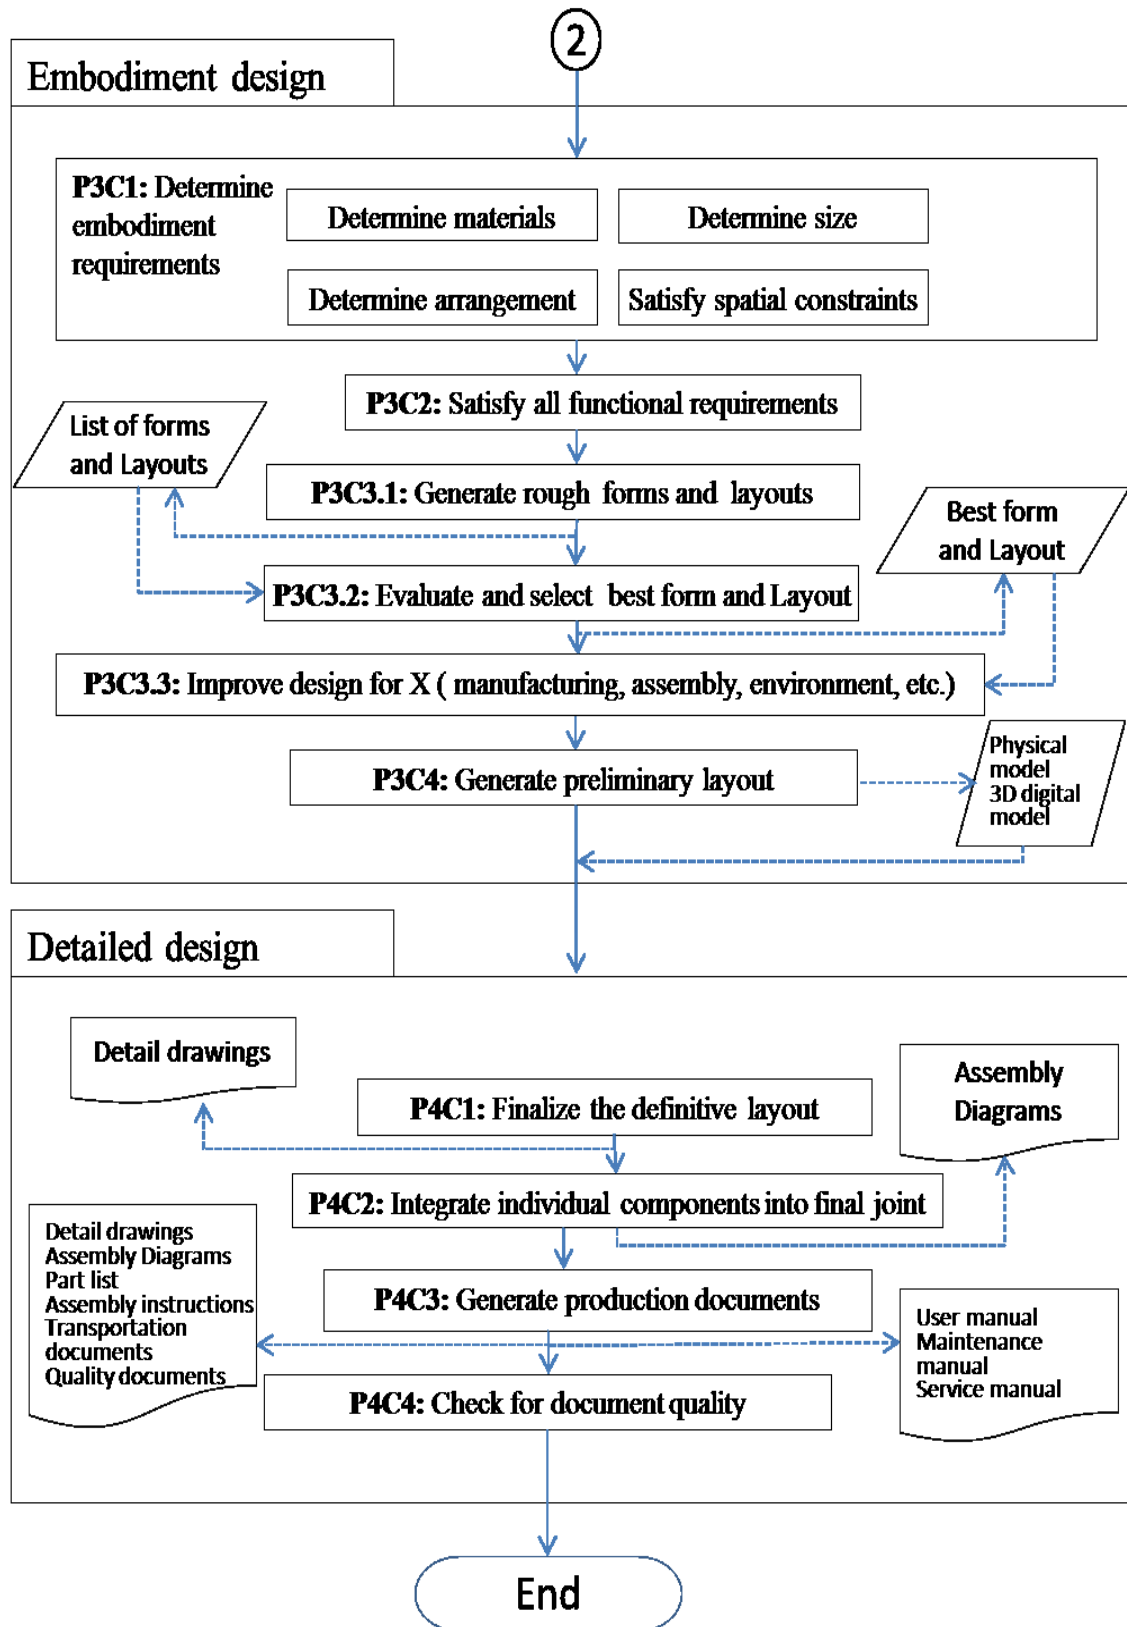 2
Embodiment design
P3C1: Determine
embodiment
requirements
Determine materials
Determine size
Determine arrangement
Satisfy spatial constraints
P3C2: Satisfy all functional requirements
List of forms
and Layouts
P3C3.1: Generate rough forms and layouts
Best form
and Layout
P3C3.2: Evaluate and select best form and Layout
P3C3.3: Improve design for X ( manufacturing, assembly, environment, etc.)
P3C4: Generate preliminary layout
Physical
model
3D digital
model
Detailed design
Detail drawings
Assembly
Diagrams
P4C1: Finalize the definitive layout
P4C2: Integrate individual components into final joint
Detail drawings
Assembly Diagrams
Part list
Assembly instructions
Transportation
documents
Quality documents
P4C3: Generate production documents
User manual
Maintenance
manual
Service manual
P4C4: Check for document quality
End